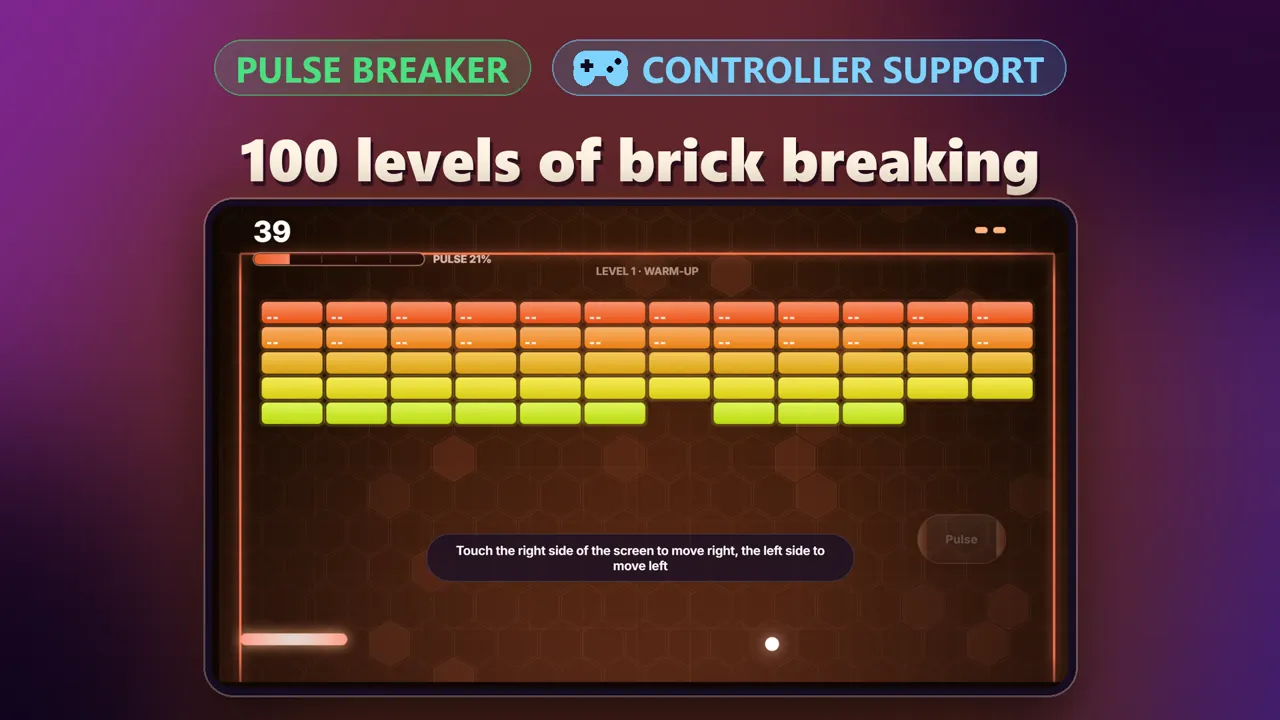 PULSE BREAKER
CONTROLLER SUPPORT
100 levels of brick breaking
39
PULSE 21%
LEVEL 1 · WARM-UP
Touch the right side of the screen to move right, the left side to
move left
Pulse